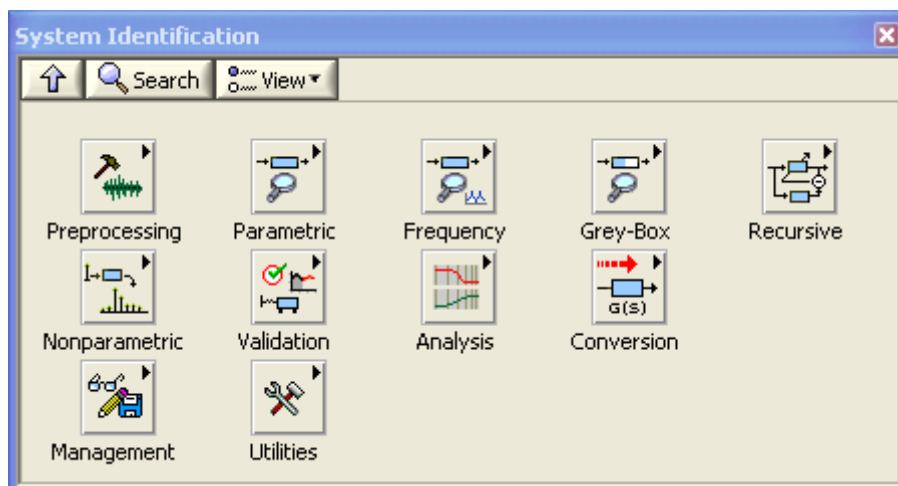 System Identification
Search View
Preprocessing Parametric Frequency Grey-Box Recursive
G(s)
Nonparametric Validation Analysis Conversion
Management Utilities